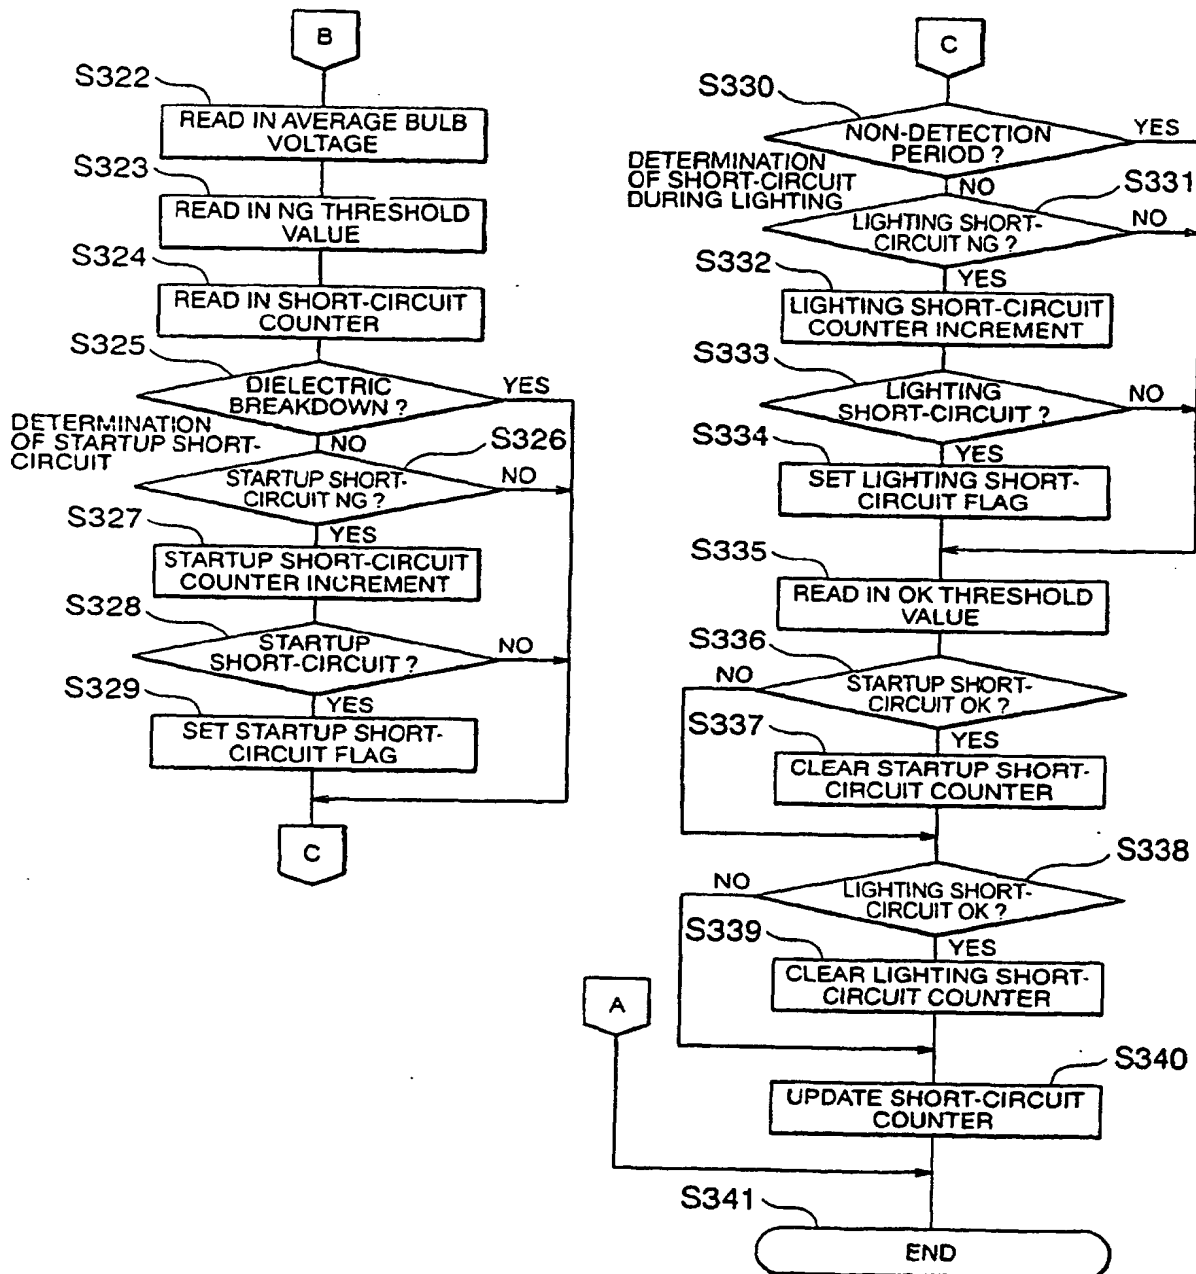 B
S322
READ IN AVERAGE BULB
VOLTAGE
S323
READ IN NG THRESHOLD
VALUE
S324
READ IN SHORT-CIRCUIT
COUNTER
S325
DIELECTRIC
BREAKDOWN ?
YES
DETERMINATION
OF STARTUP SHORT-
CIRCUIT
NO
S326
STARTUP SHORT-
CIRCUIT NG ?
NO
S327
YES
STARTUP SHORT-CIRCUIT
COUNTER INCREMENT
S328
STARTUP
SHORT-CIRCUIT ?
NO
S329
YES
SET STARTUP SHORT-
CIRCUIT FLAG
C
C
S330
NON-DETECTION
PERIOD ?
YES
DETERMINATION
OF SHORT-CIRCUIT
DURING LIGHTING
NO
S331
LIGHTING SHORT-
CIRCUIT NG ?
NO
S332
YES
LIGHTING SHORT-CIRCUIT
COUNTER INCREMENT
S333
LIGHTING
SHORT-CIRCUIT ?
NO
S334
YES
SET LIGHTING SHORT-
CIRCUIT FLAG
S335
READ IN OK THRESHOLD
VALUE
S336
NO
STARTUP SHORT-
CIRCUIT OK ?
S337
YES
CLEAR STARTUP SHORT-
CIRCUIT COUNTER
S338
NO
LIGHTING SHORT-
CIRCUIT OK ?
S339
YES
CLEAR LIGHTING SHORT-
CIRCUIT COUNTER
A
S340
UPDATE SHORT-CIRCUIT
COUNTER
S341
END